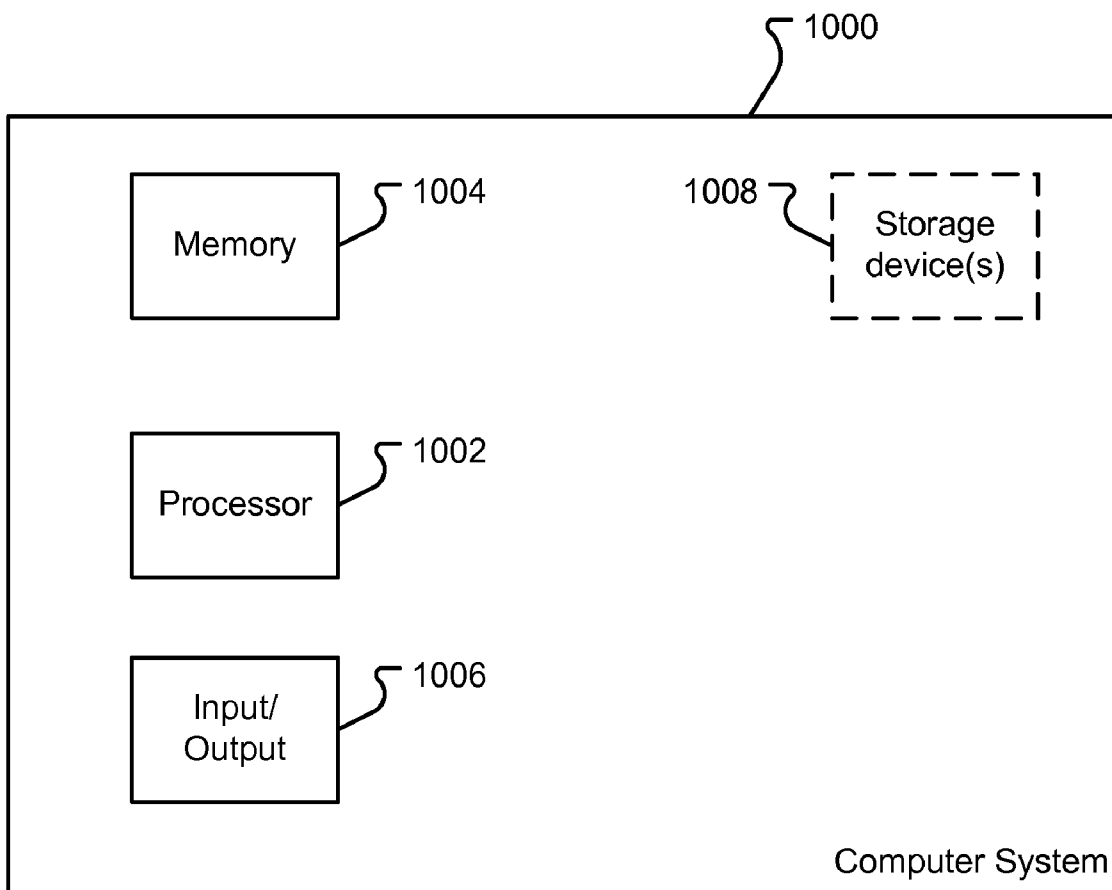 1000
Memory
1004
1008
Storage
device(s)
Processor
1002
Input/
Output
1006
Computer System